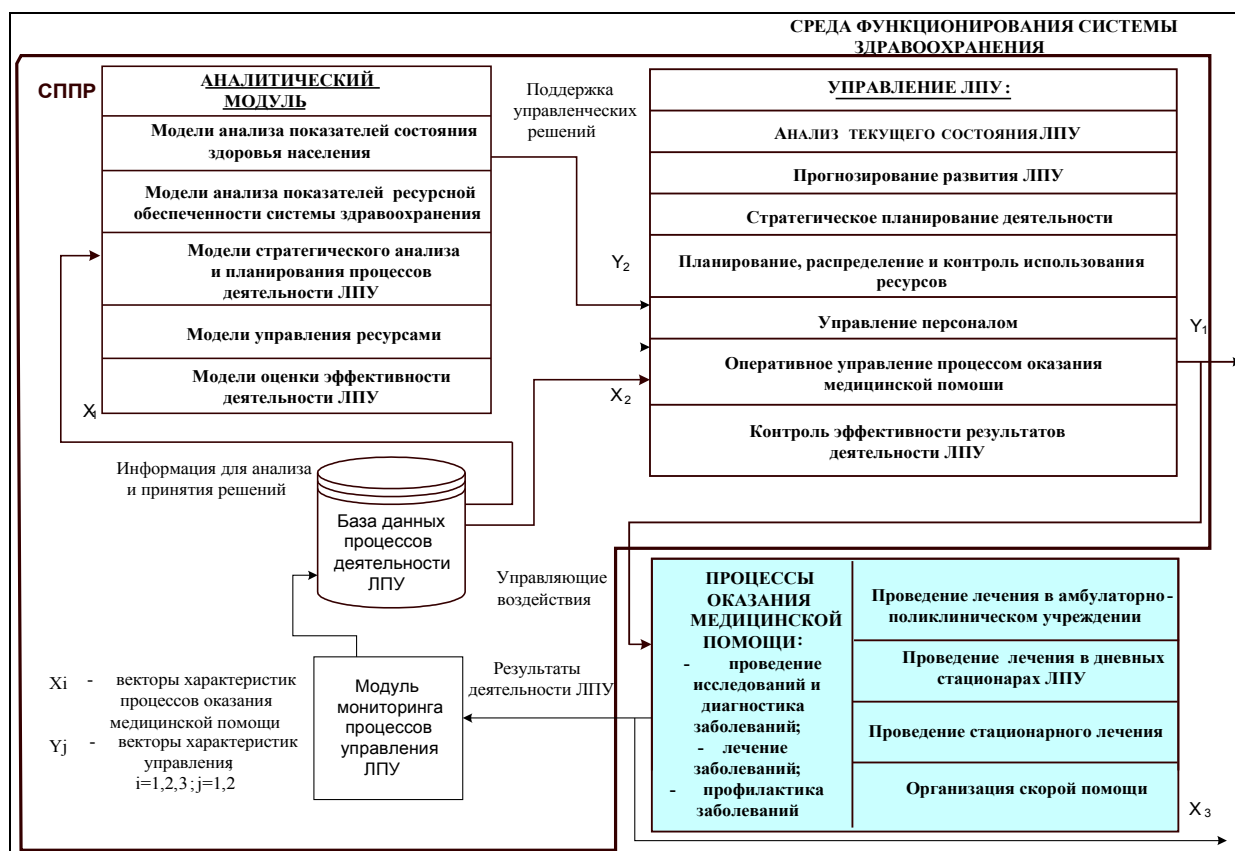 СРЕДА ФУНКЦИОНИРОВАНИЯ СИСТЕМЫ
ЗДРАВООХРАНЕНИЯ
СППР
АНАЛИТИЧЕСКИЙ
МОДУЛЬ
Модели анализа показателей состояния
здоровья населения
Модели анализа показателей ресурсной
обеспеченности системы здравоохранения
Модели стратегического анализа
и планирования процессов
деятельности ЛПУ
Модели управления ресурсами
Модели оценки эффективности
деятельности ЛПУ
X1
Поддержка
управленческих
решений
Y2
X2
УПРАВЛЕНИЕ ЛПУ:
АНАЛИЗ ТЕКУЩЕГО СОСТОЯНИЯ ЛПУ
Прогнозирование развития ЛПУ
Стратегическое планирование деятельности
Планирование, распределение и контроль использования
ресурсов
Управление персоналом
Оперативное управление процессом оказания
медицинской помоши
Контроль эффективности результатов
деятельности ЛПУ
Y1
Информация для анализа
и принятия решений
База данных
процессов
деятельности
ЛПУ
Управляющие
воздействия
Модуль
мониторинга
процессов
управления
ЛПУ
Результаты
деятельности ЛПУ
Xi - векторы характеристик
процессов оказания
медицинской помощи
Yj - векторы характеристик
управления
i=1,2,3; j=1,2
ПРОЦЕССЫ
ОКАЗАНИЯ
МЕДИЦИНСКОЙ
ПОМОЩИ:
- проведение
исследований и
диагностика
заболеваний;
- лечение
заболеваний;
- профилактика
заболеваний
Проведение лечения в амбулаторно-
поликлиническом учреждении
Проведение лечения в дневных
стационарах ЛПУ
Проведение стационарного лечения
Организация скорой помощи
X3